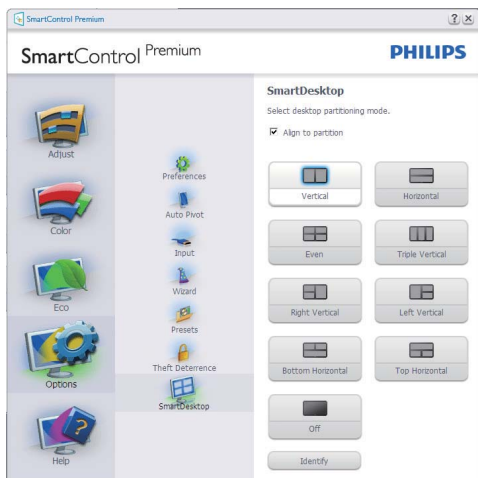 SmartControl Premium
SmartControl Premium
PHILIPS
Adjust
Color
Eco
Options
Help
Preferences
Auto Pivot
Input
Wizard
Presets
Theft Deterrence
SmartDesktop
SmartDesktop
Select desktop partitioning mode.
Align to partition
Vertical
Horizontal
Even
Triple Vertical
Right Vertical
Left Vertical
Bottom Horizontal
Top Horizontal
Off
Identify